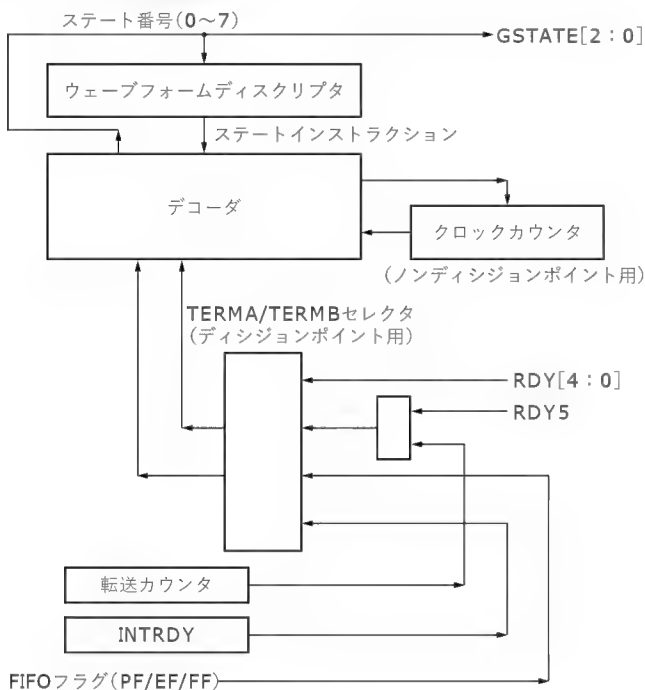 ステート番号(0～7)
GSTATE[2：0]
ウェーブフォームディスクリプタ
ステートインストラクション
デコーダ
クロックカウンタ
(ノンディシジョンポイント用)
TERMA/TERMBセレクタ
(ディシジョンポイント用)
RDY[4：0]
RDY5
転送カウンタ
INTRDY
FIFOフラグ(PF/EF/FF)